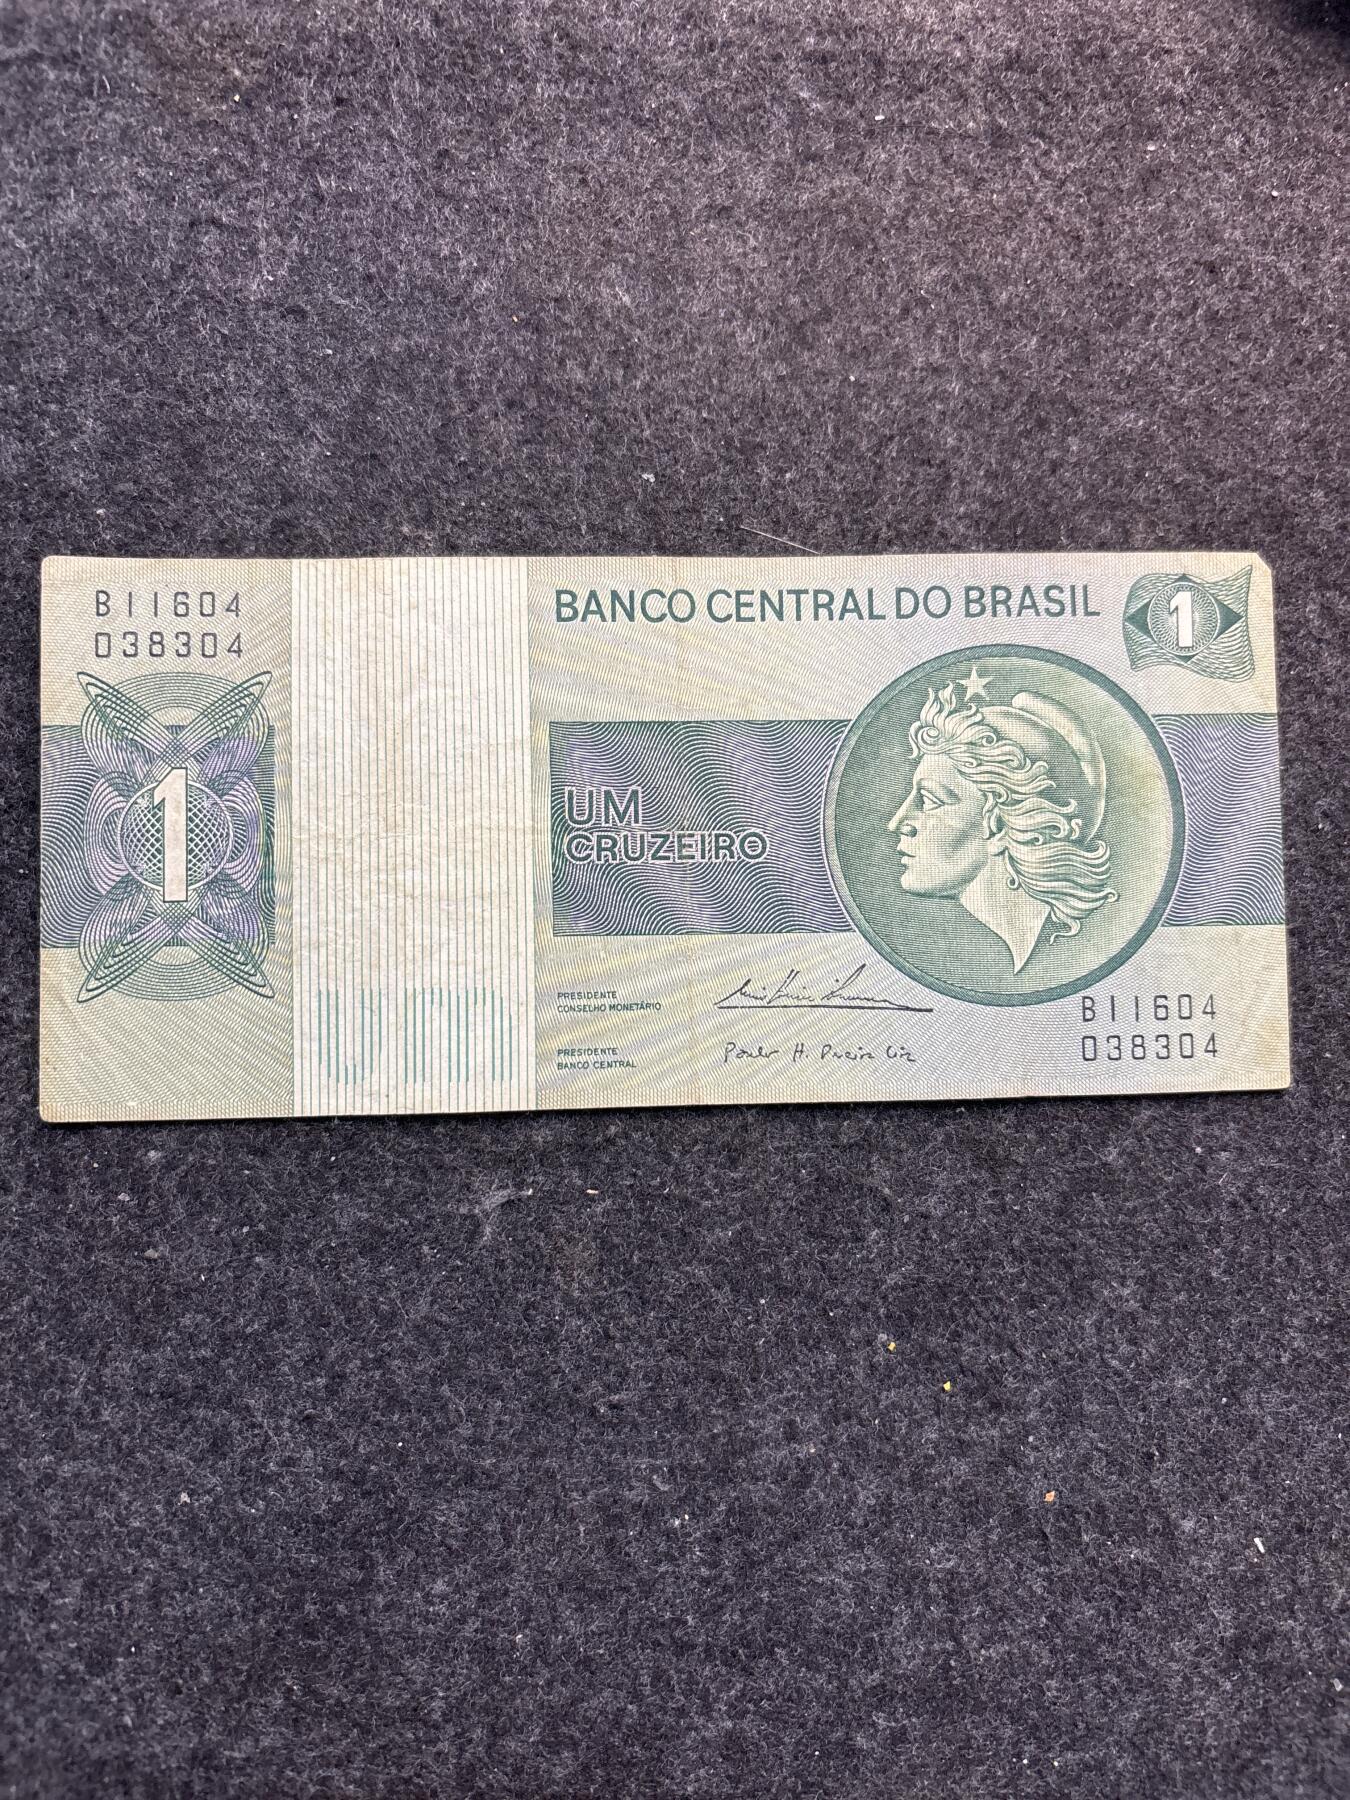 B11604
038304
BANCO CENTRAL DO BRASIL
1
1
UM
CRUZEIRO
PRESIDENTE
CONSELHO MONETÁRIO
PRESIDENTE
BANCO CENTRAL
B11604
038304